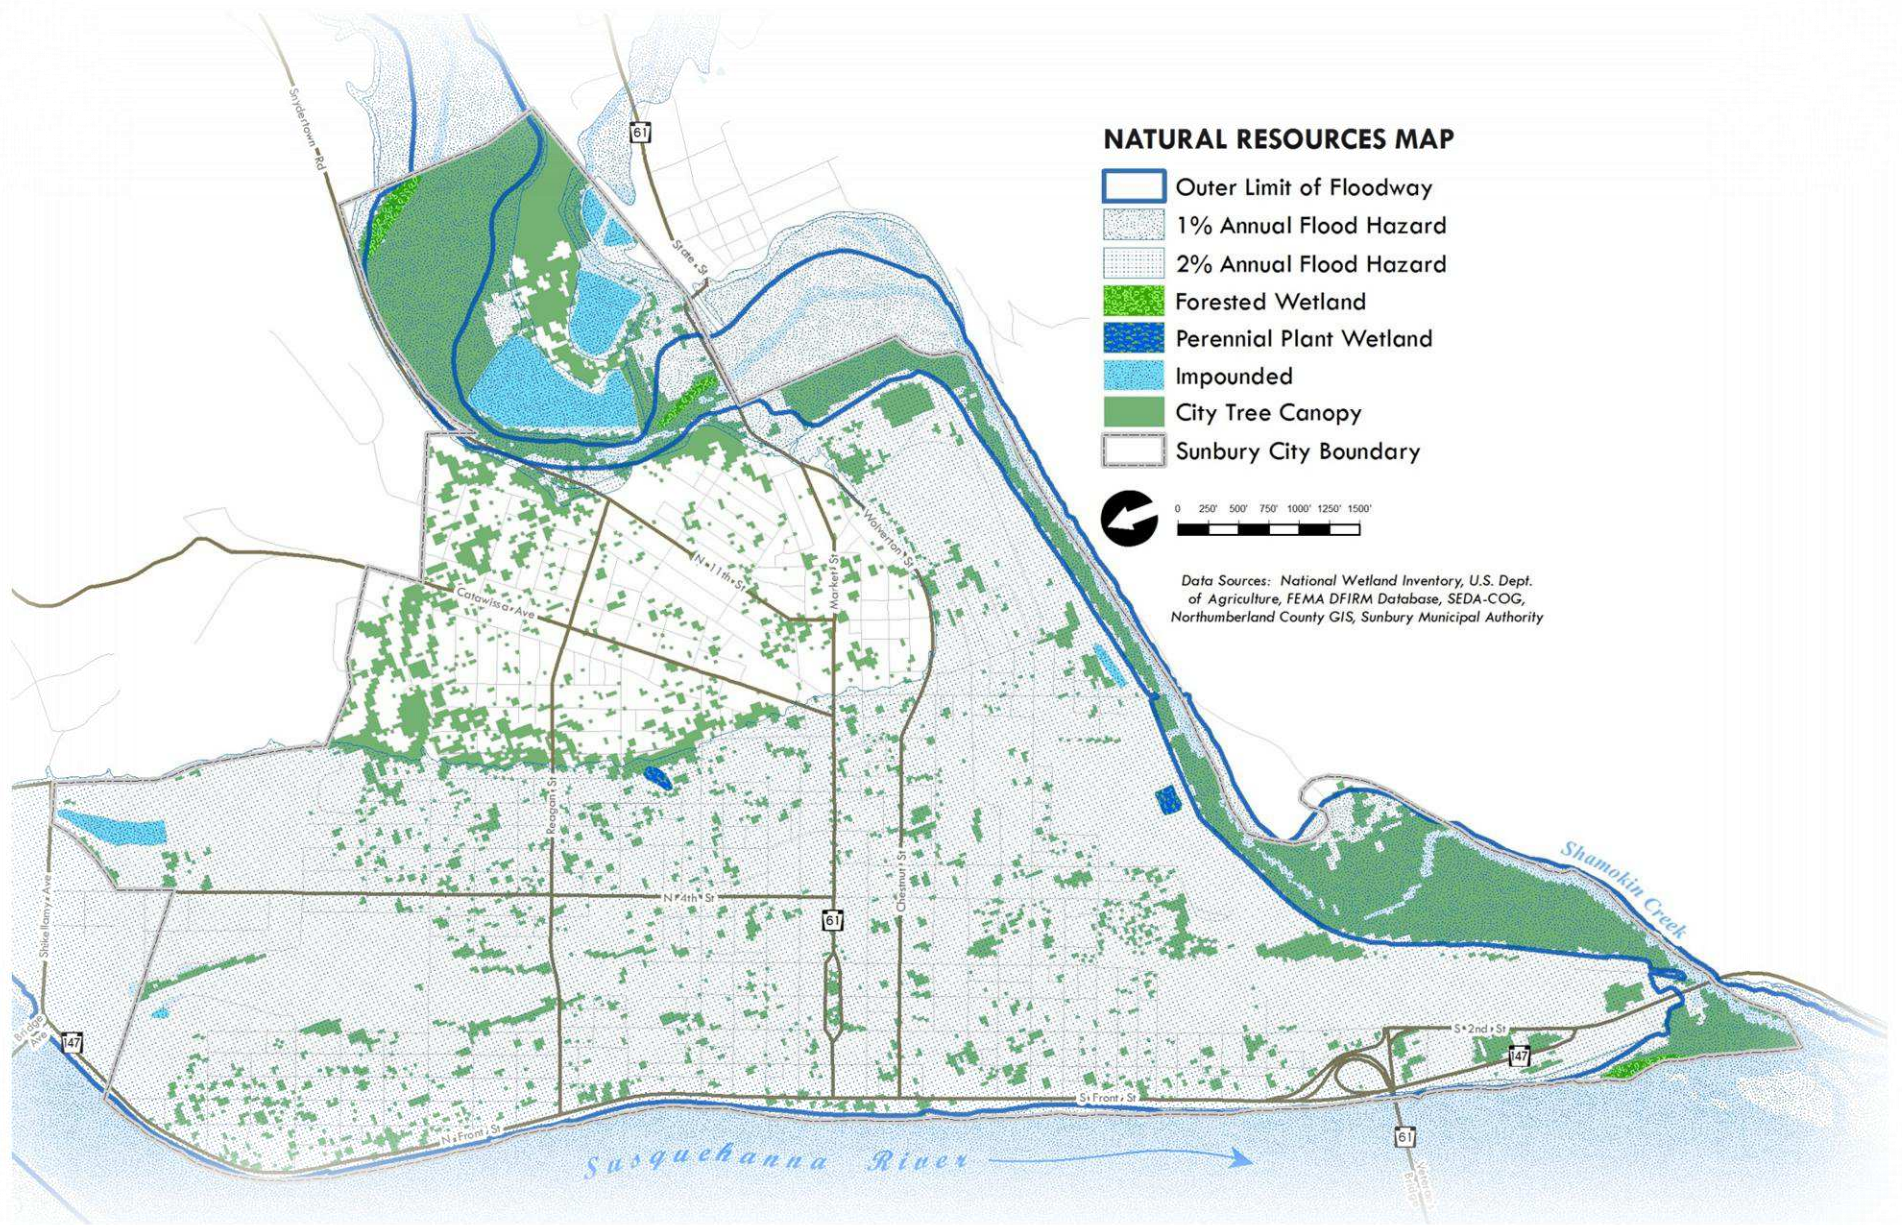 NATURAL RESOURCES MAP
Outer Limit of Floodway
1% Annual Flood Hazard
2% Annual Flood Hazard
Forested Wetland
Perennial Plant Wetland
Impounded
City Tree Canopy
Sunbury City Boundary
0 250' 500' 750' 1000' 1250' 1500'
Data Sources: National Wetland Inventory, U.S. Dept.
of Agriculture, FEMA DFIRM Database, SEDA-COG,
Northumberland County GIS, Sunbury Municipal Authority
Snydertown Rd
61
State St
Wolverton St
N 11th St
Market St
Catawissa Ave
Reagan St
Chestnut St
N 4th St
61
Shikellamy Ave
Bridge
Ave
147
N Front St
S Front St
S 2nd St
147
61
Veterans
Bridge
Shamokin Creek
Susquehanna River